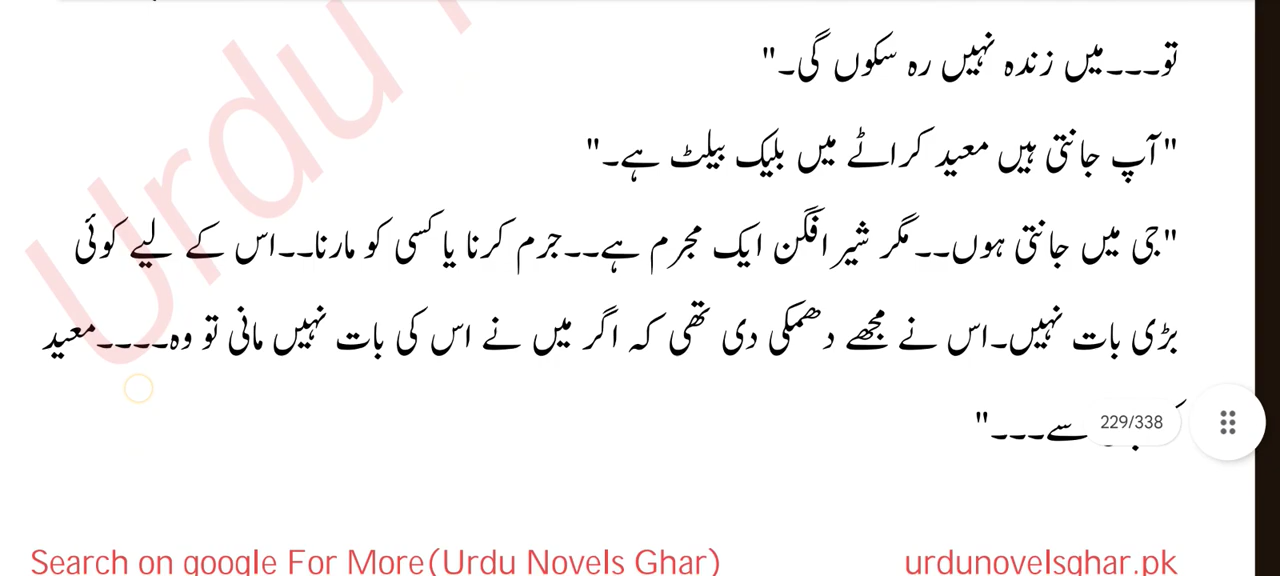 تو۔۔۔میں زندہ نہیں رہ سکوں گی۔"
"آپ جانتی ہیں معید کراٹے میں بلیک بیلٹ ہے۔"
"جی میں جانتی ہوں۔۔مگر شیر افگن ایک مجرم ہے۔۔جرم کرنا یا کسی کو مارنا۔۔اس کے لیے کوئی
بڑی بات نہیں۔اس نے مجھے دھمکی دی تھی کہ اگر میں نے اس کی بات نہیں مانی تو وہ۔۔۔۔معید
سے۔۔۔"
229/338
Search on google For More(Urdu Novels Ghar)
urdunovelsghar.pk
Urdu